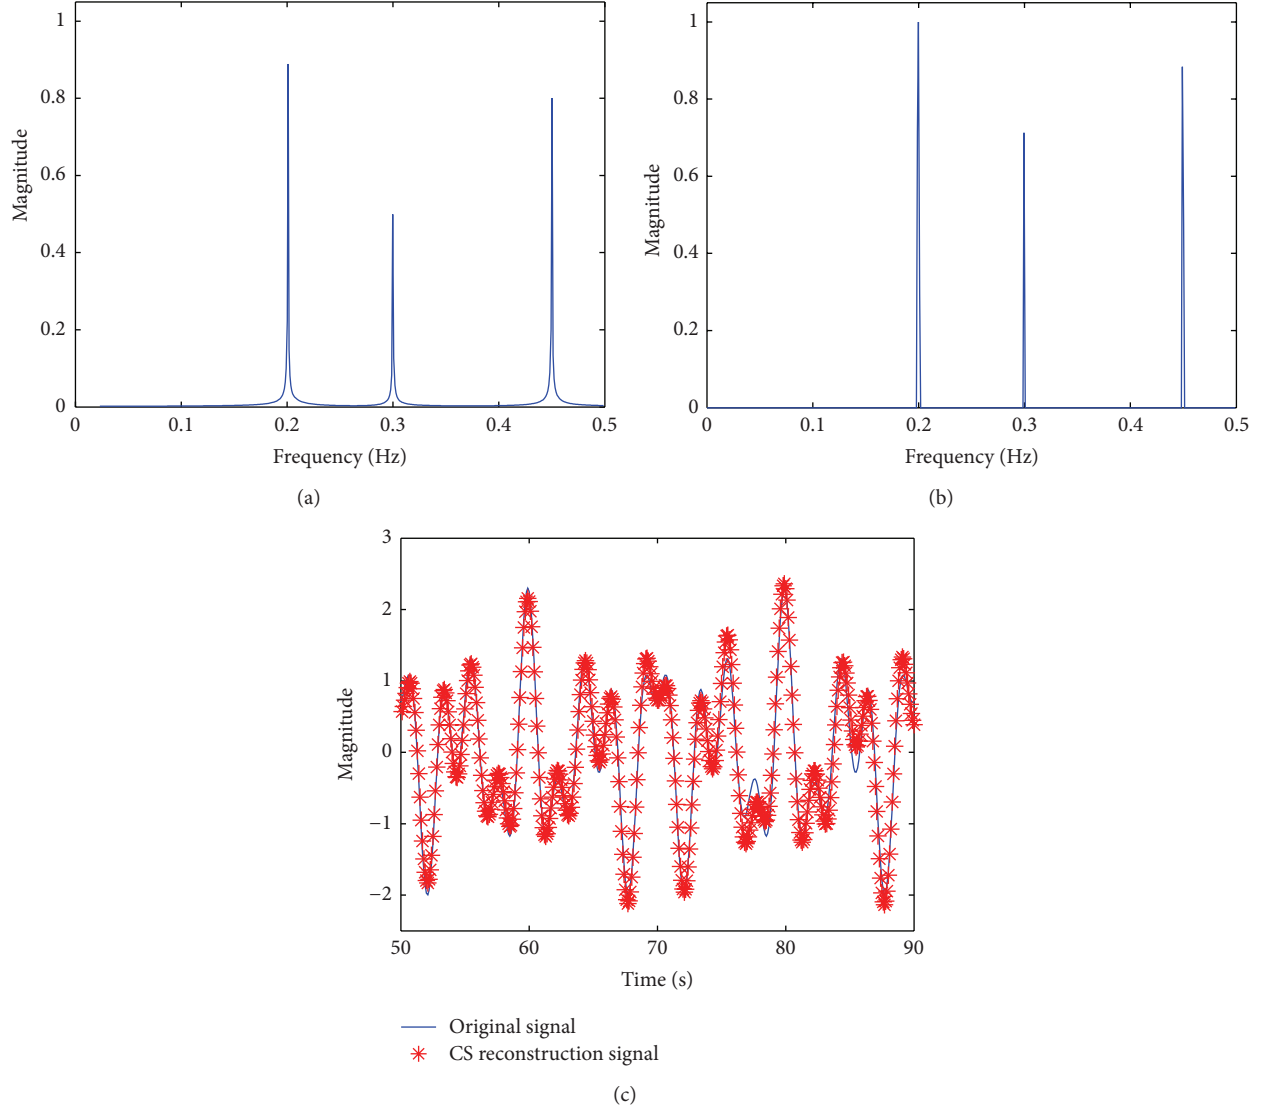 1
0.8
0.6
0.4
0.2
0
0 0.1 0.2 0.3 0.4 0.5
Magnitude
Frequency (Hz)
(a)
1
0.8
0.6
0.4
0.2
0
0 0.1 0.2 0.3 0.4 0.5
Magnitude
Frequency (Hz)
(b)
3
2
1
0
−1
−2
50 60 70 80 90
Magnitude
Time (s)
Original signal
CS reconstruction signal
(c)